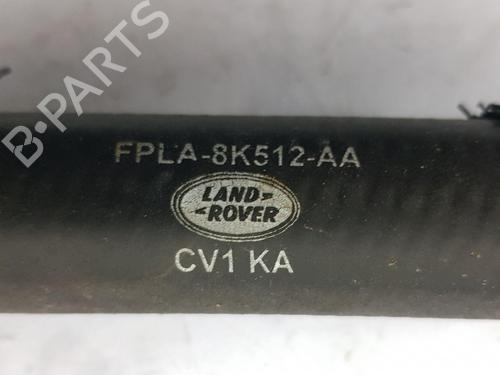 FPLA-8K512-AA
LAND-
-ROVER
CV1 KA
B-PARTS